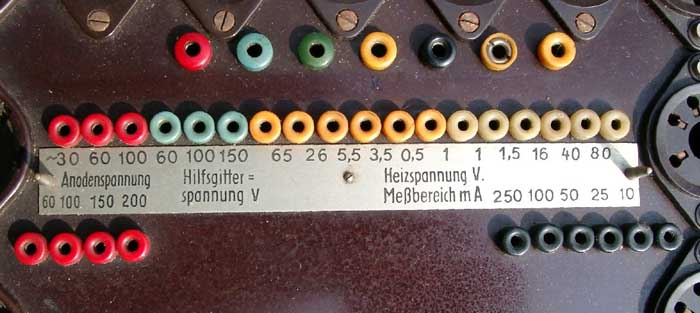 ~30 60 100 60 100 150 65 26 5,5 3,5 0,5 1 1 1,5 16 40 80
Anodenspannung Hilfsgitter= Heizspannung V.
60 100 150 200 spannung V Meßbereich m A 250 100 50 25 10